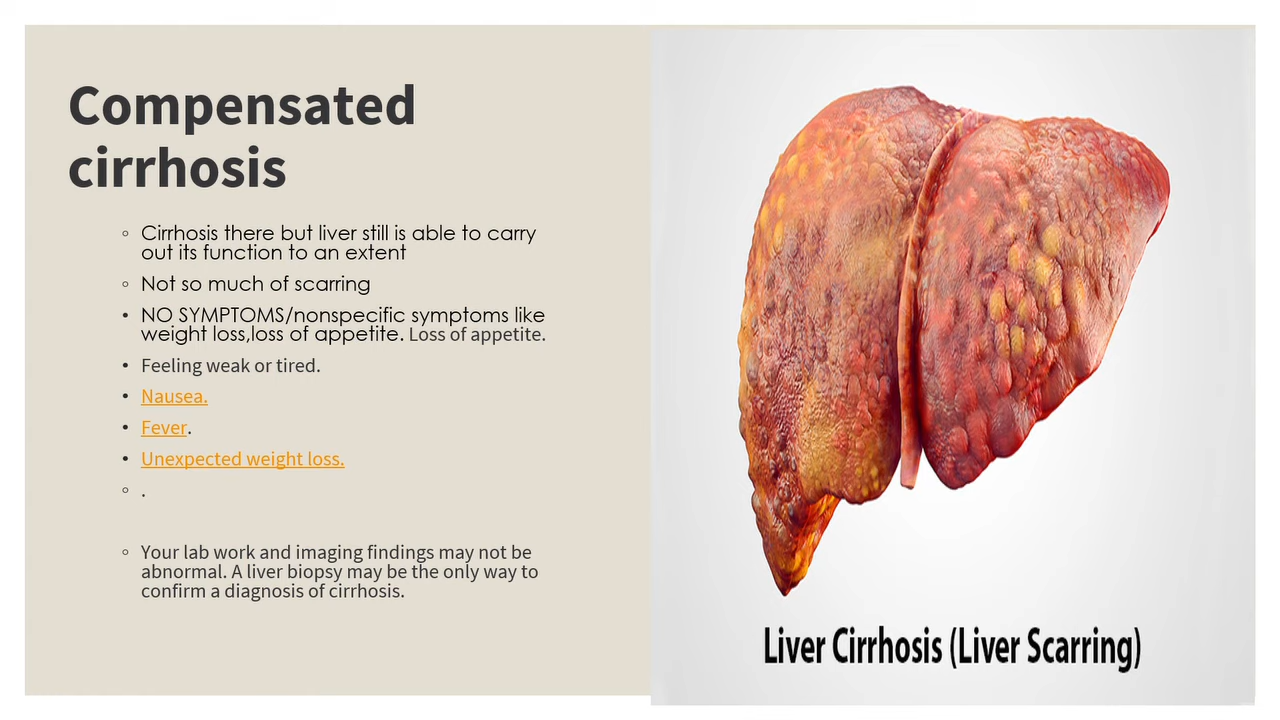 Compensated
cirrhosis
◦ Cirrhosis there but liver still is able to carry
out its function to an extent
◦ Not so much of scarring
• NO SYMPTOMS/nonspecific symptoms like
weight loss,loss of appetite. Loss of appetite.
• Feeling weak or tired.
• Nausea.
• Fever.
• Unexpected weight loss.
◦ .
◦ Your lab work and imaging findings may not be
abnormal. A liver biopsy may be the only way to
confirm a diagnosis of cirrhosis.
Liver Cirrhosis (Liver Scarring)